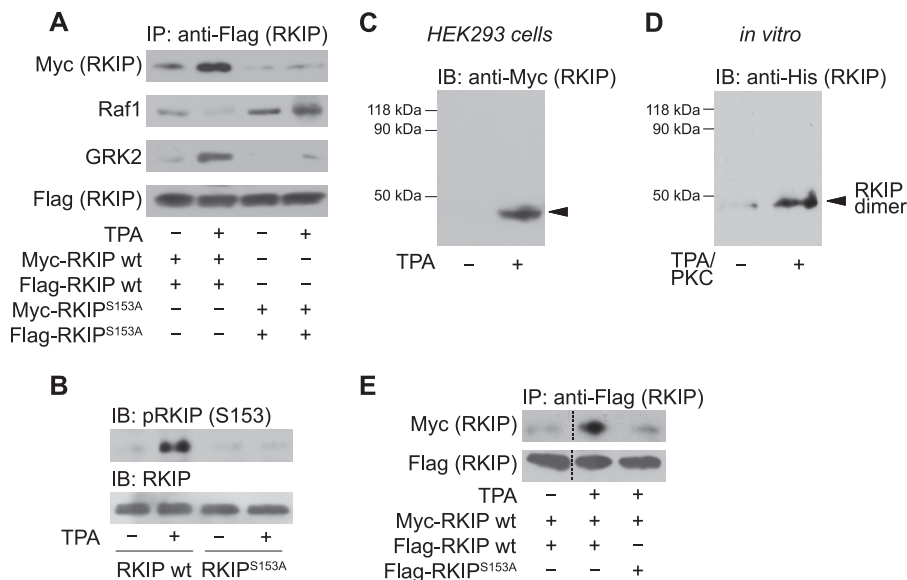 A
IP: anti-Flag (RKIP)
Myc (RKIP)
Raf1
GRK2
Flag (RKIP)
TPA − + − +
Myc-RKIP wt + + − −
Flag-RKIP wt + + − −
Myc-RKIP^S153A − − + +
Flag-RKIP^S153A − − + +
B
IB: pRKIP (S153)
IB: RKIP
TPA − + − +
RKIP wt RKIP^S153A
C
HEK293 cells
IB: anti-Myc (RKIP)
118 kDa
90 kDa
50 kDa
TPA − +
D
in vitro
IB: anti-His (RKIP)
118 kDa
90 kDa
50 kDa
RKIP
dimer
TPA/
PKC − +
E
IP: anti-Flag (RKIP)
Myc (RKIP)
Flag (RKIP)
TPA − + +
Myc-RKIP wt + + +
Flag-RKIP wt + + −
Flag-RKIP^S153A − − +